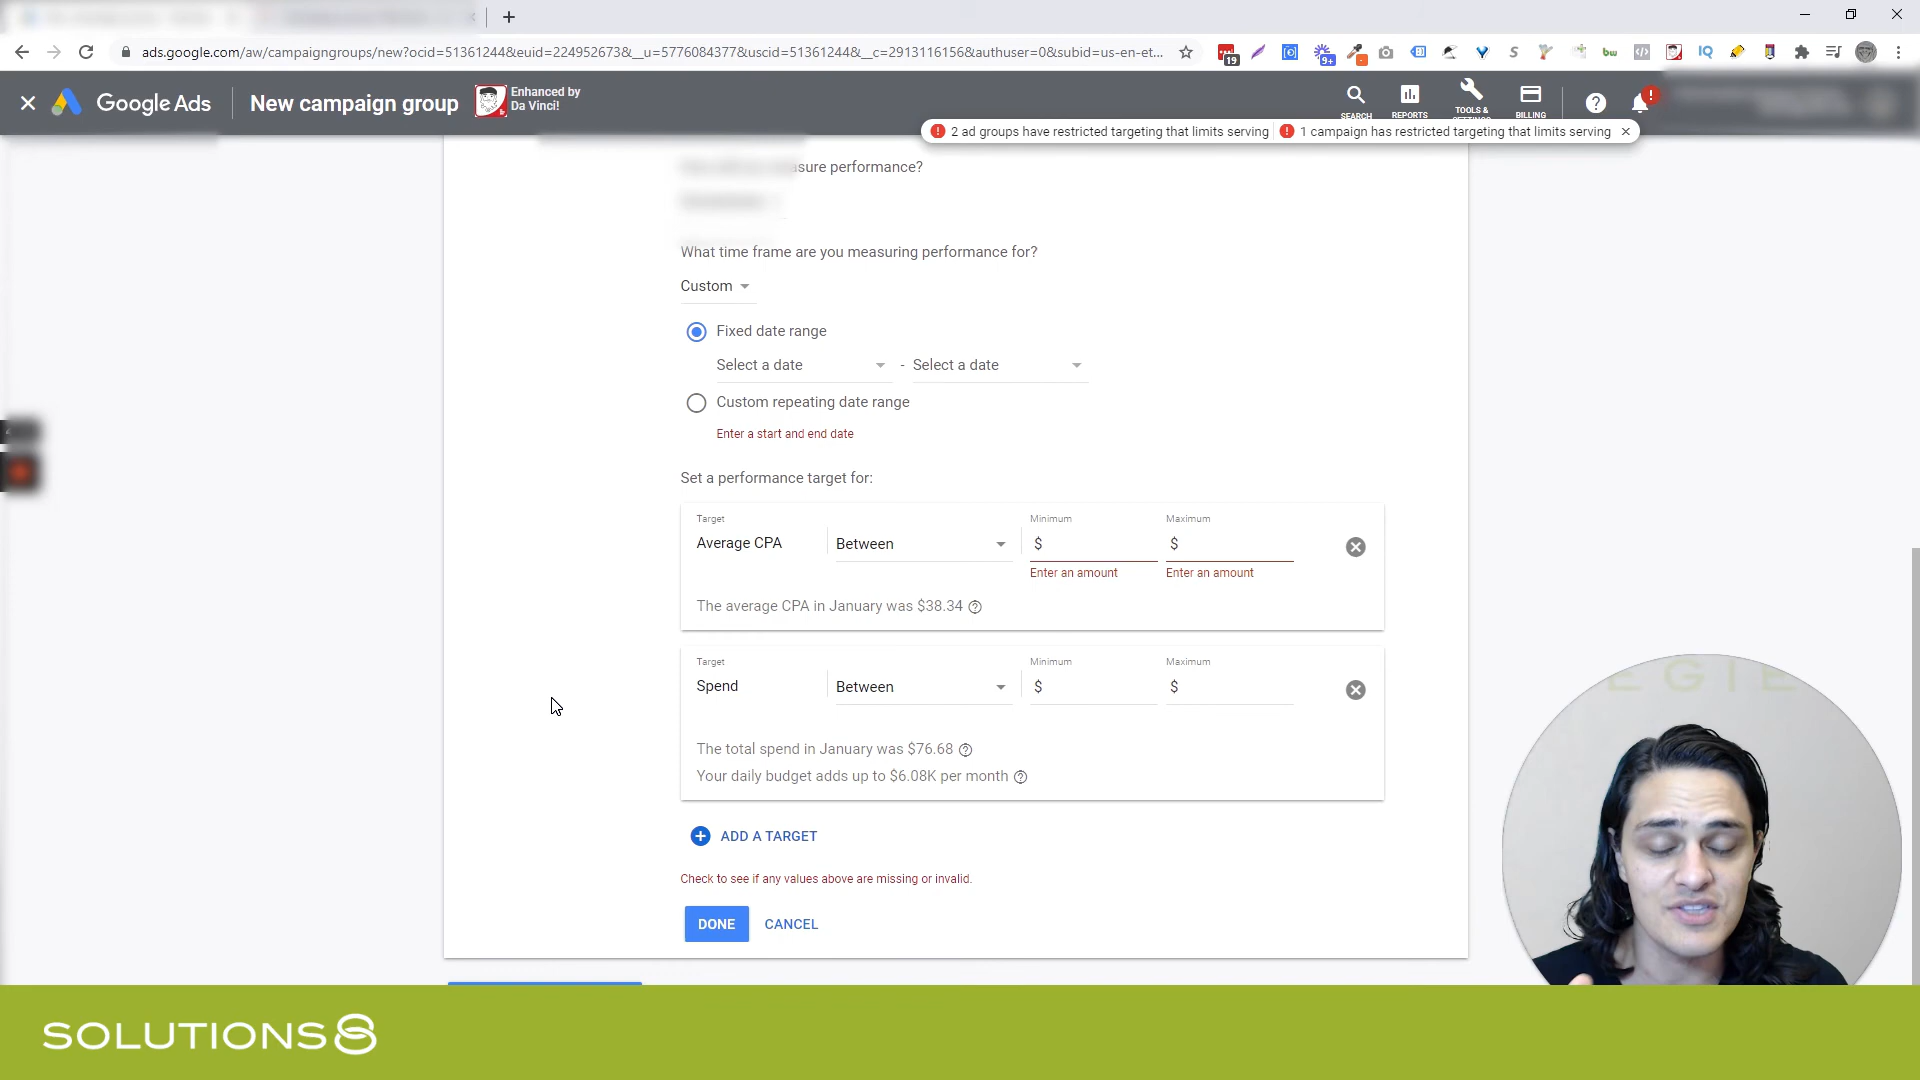 ads.google.com/aw/campaigngroups/new?ocid=51361244&euid=224952673&__u=5776084377&uscid=51361244&__c=2913116156&authuser=0&subid=us-en-et...
19
9+
bw
IQ
Google Ads
New campaign group
Enhanced by
Da Vinci!
SEARCH
REPORTS
TOOLS &
BILLING
2 ad groups have restricted targeting that limits serving
1 campaign has restricted targeting that limits serving
performance?
What time frame are you measuring performance for?
Custom
Fixed date range
Select a date - Select a date
Custom repeating date range
Enter a start and end date
Set a performance target for:
Target
Minimum
Maximum
Average CPA
Between
$
$
Enter an amount
Enter an amount
The average CPA in January was $38.34
Target
Minimum
Maximum
Spend
Between
$
$
The total spend in January was $76.68
Your daily budget adds up to $6.08K per month
ADD A TARGET
Check to see if any values above are missing or invalid.
DONE
CANCEL
EGIE
SOLUTIONS8